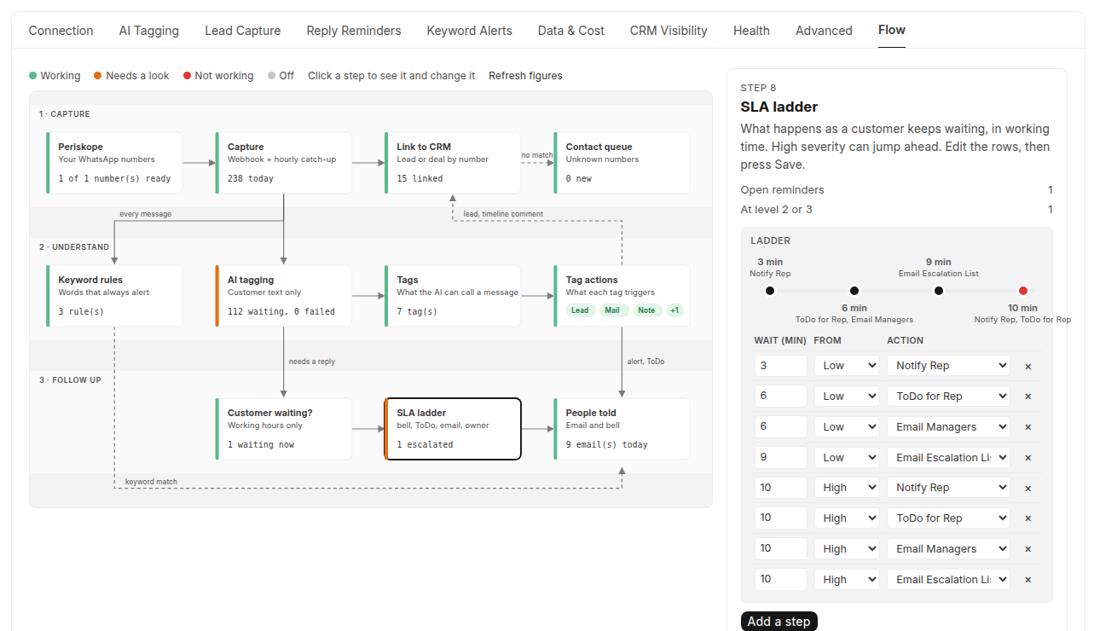 Connection AI Tagging Lead Capture Reply Reminders Keyword Alerts Data & Cost CRM Visibility Health Advanced Flow
Working Needs a look Not working Off Click a step to see it and change it Refresh figures
1 · CAPTURE
Periskope
Your WhatsApp numbers
1 of 1 number(s) ready
Capture
Webhook + hourly catch-up
238 today
Link to CRM
Lead or deal by number
15 linked
no match
Contact queue
Unknown numbers
0 new
every message
lead, timeline comment
2 · UNDERSTAND
Keyword rules
Words that always alert
3 rule(s)
AI tagging
Customer text only
112 waiting, 0 failed
Tags
What the AI can call a message
7 tag(s)
Tag actions
What each tag triggers
Lead Mail Note +1
needs a reply
alert, ToDo
3 · FOLLOW UP
Customer waiting?
Working hours only
1 waiting now
SLA ladder
bell, ToDo, email, owner
1 escalated
People told
Email and bell
9 email(s) today
keyword match
STEP 8
SLA ladder
What happens as a customer keeps waiting, in working
time. High severity can jump ahead. Edit the rows, then
press Save.
Open reminders 1
At level 2 or 3 1
LADDER
3 min
Notify Rep
9 min
Email Escalation List
6 min
ToDo for Rep, Email Managers
10 min
Notify Rep, ToDo for Rep
WAIT (MIN) FROM ACTION
3 Low Notify Rep ×
6 Low ToDo for Rep ×
6 Low Email Managers ×
9 Low Email Escalation Lis ×
10 High Notify Rep ×
10 High ToDo for Rep ×
10 High Email Managers ×
10 High Email Escalation Lis ×
Add a step